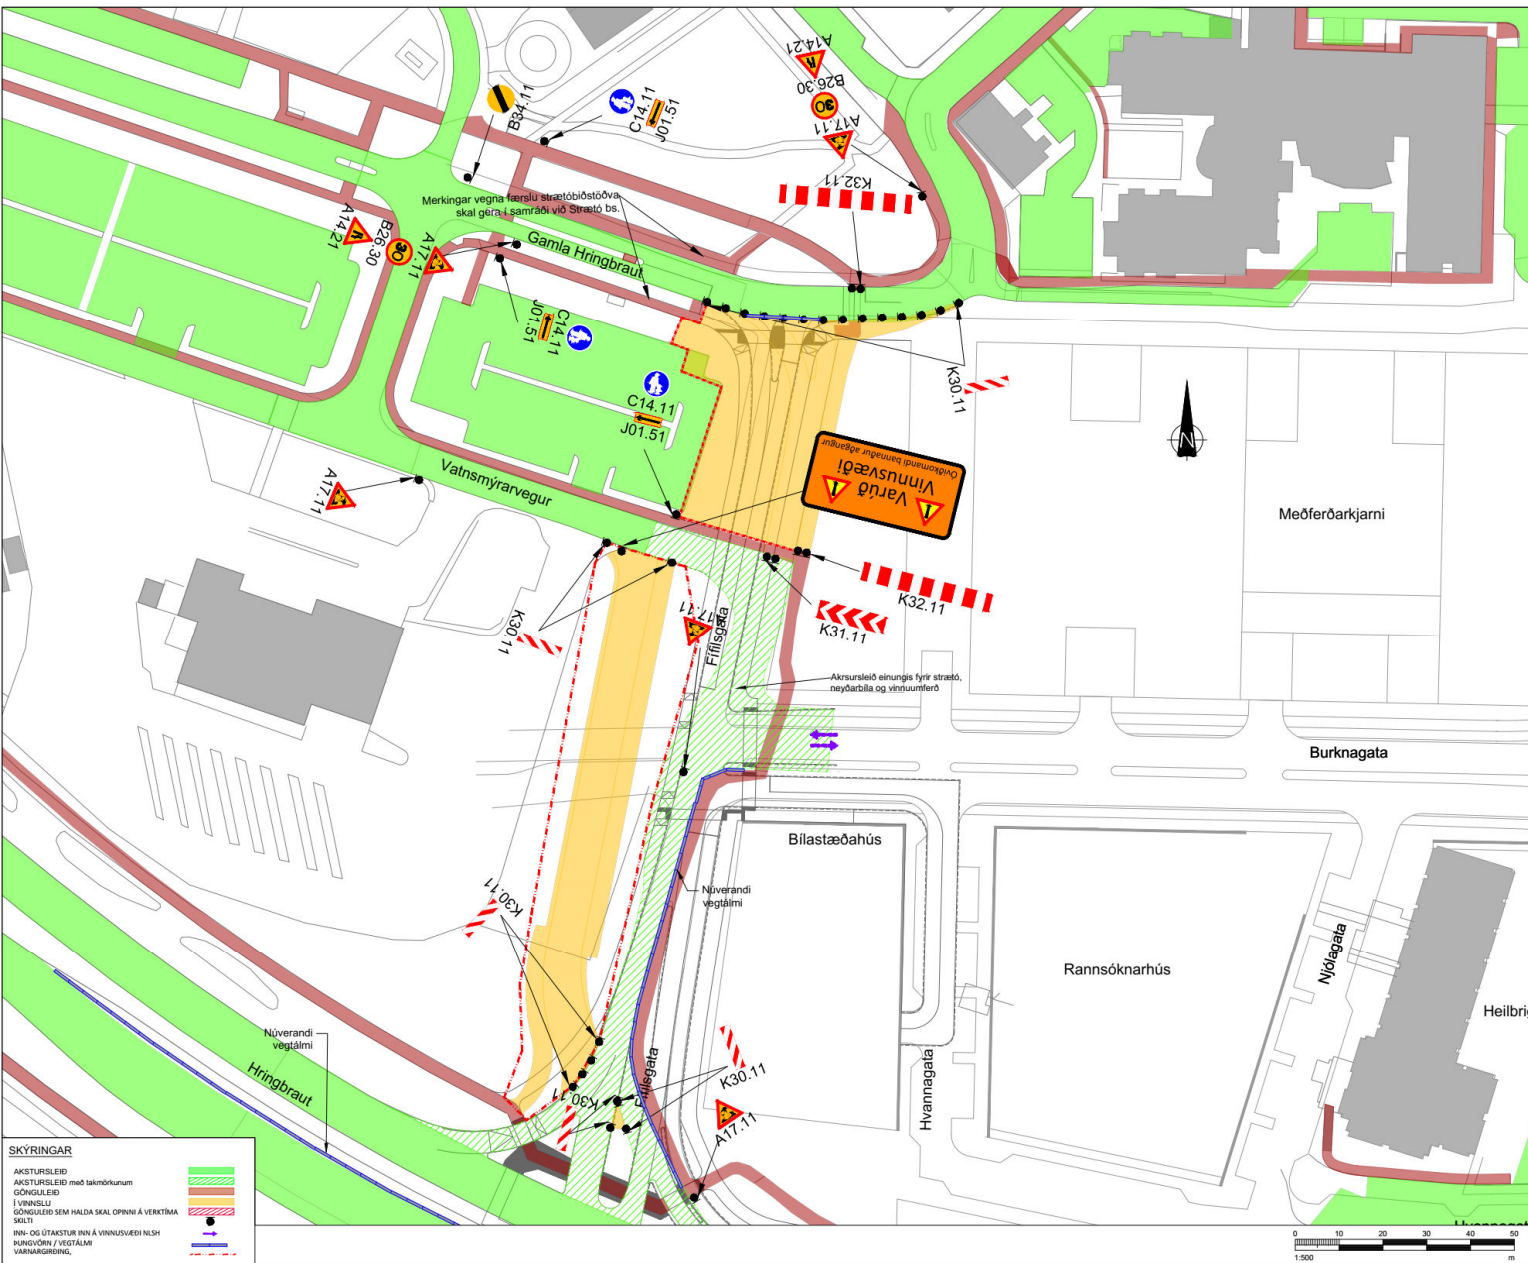 A14.21
B26.30
30
A17.11
B34.11
C14.11
J01.51
K32.11
Merkingar vegna færslu strætóbiðstöðva
skal gera í samráði við Strætó bs.
Gamla Hringbraut
A14.21
B26.30
30
A17.11
C14.11
J01.51
K30.11
C14.11
J01.51
N
Varúð
Vinnusvæði
Óviðkomandi bannaður aðgangur
Vatnsmýrarvegur
A17.11
Meðferðarkjarni
K32.11
K31.11
K30.11
A17.11
Fífilsgata
Akrsursleið einungis fyrir strætó,
neyðarbíla og vinnuumferð
Burknagata
Bílastæðahús
Núverandi
vegtálmi
K30.11
Rannsóknarhús
Njólagata
Heilbrig
Núverandi
vegtálmi
Hringbraut
K30.11
Fífilsgata
K30.11
A17.11
Hvannagata
SKÝRINGAR
AKSTURSLEIÐ
AKSTURSLEIÐ með takmörkunum
GÖNGULEIÐ
Í VINNSLU
GÖNGULEIÐ SEM HALDA SKAL OPINNI Á VERKTÍMA
SKILTI
INN- OG ÚTAKSTUR INN Á VINNUSVÆÐI NLSH
ÞUNGVÖRN / VEGTÁLMI
VARNARGIRÐING,
0 10 20 30 40 50
1:500 m